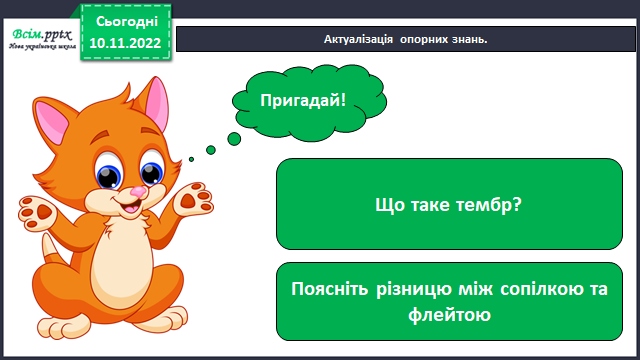 Всім.pptx
Нова українська школа
Сьогодні
10.11.2022
Актуалізація опорних знань.
Пригадай!
Що таке тембр?
Поясніть різницю між сопілкою та
флейтою